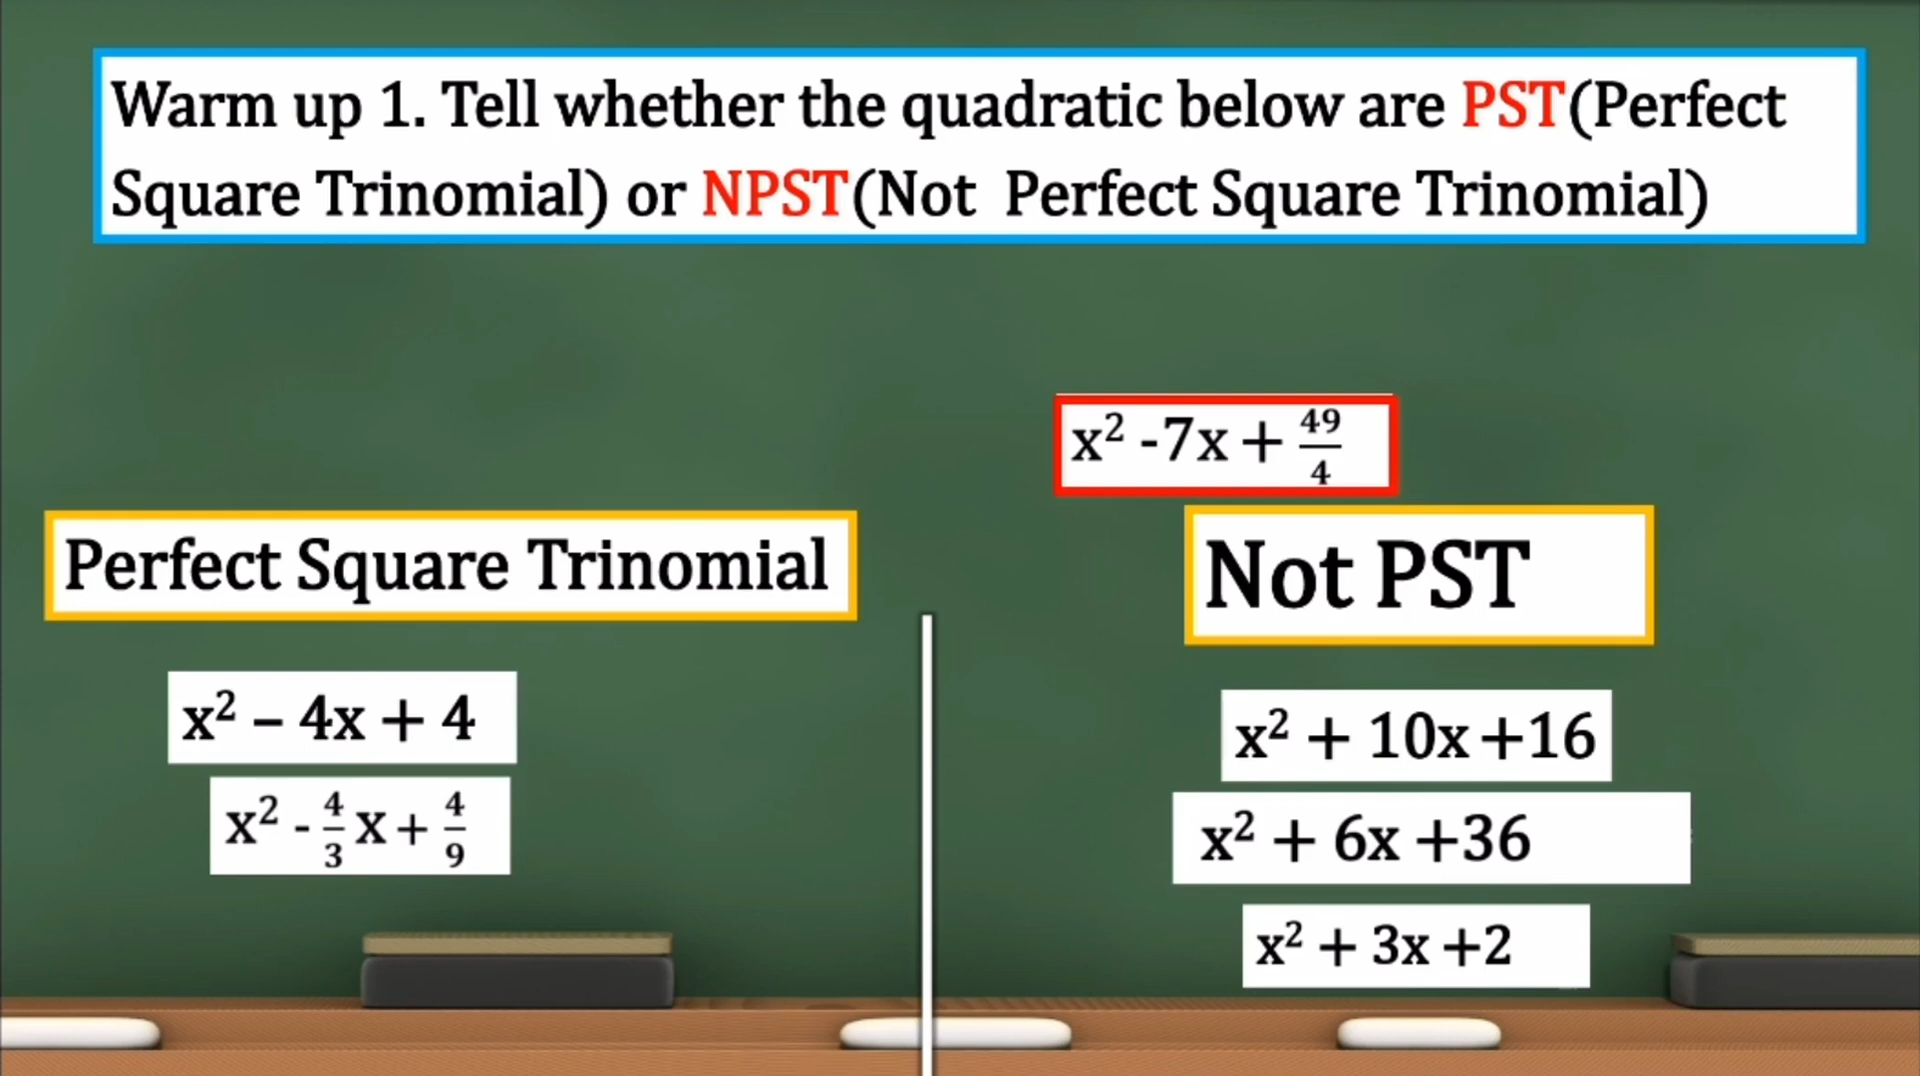 Warm up 1. Tell whether the quadratic below are PST(Perfect
Square Trinomial) or NPST(Not Perfect Square Trinomial)
x² -7x + 49/4
Perfect Square Trinomial
Not PST
x² – 4x + 4
x² - 4/3 x + 4/9
x² + 10x +16
x² + 6x +36
x² + 3x +2